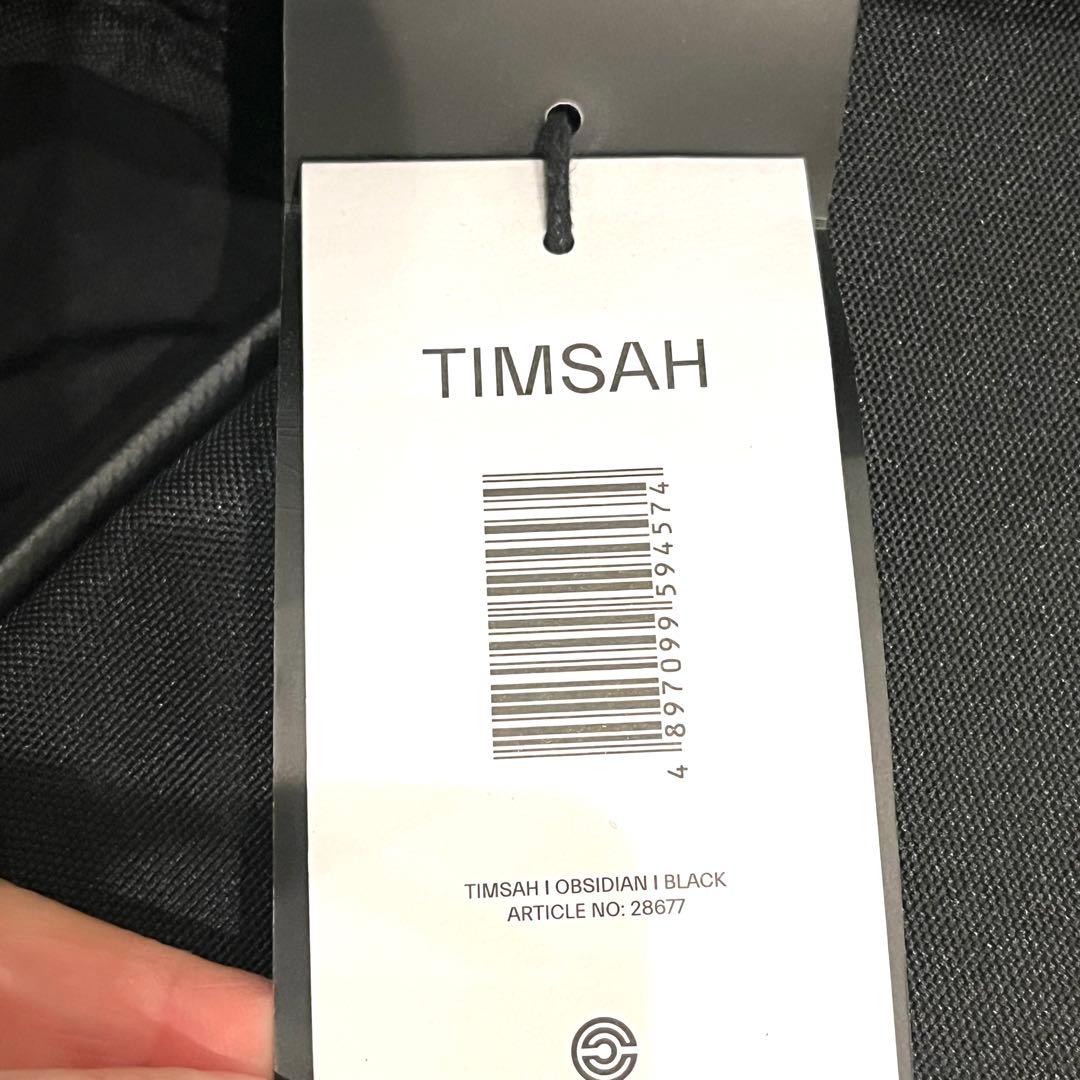 TIMSAH
4 897099 594574
TIMSAH I OBSIDIAN I BLACK
ARTICLE NO: 28677